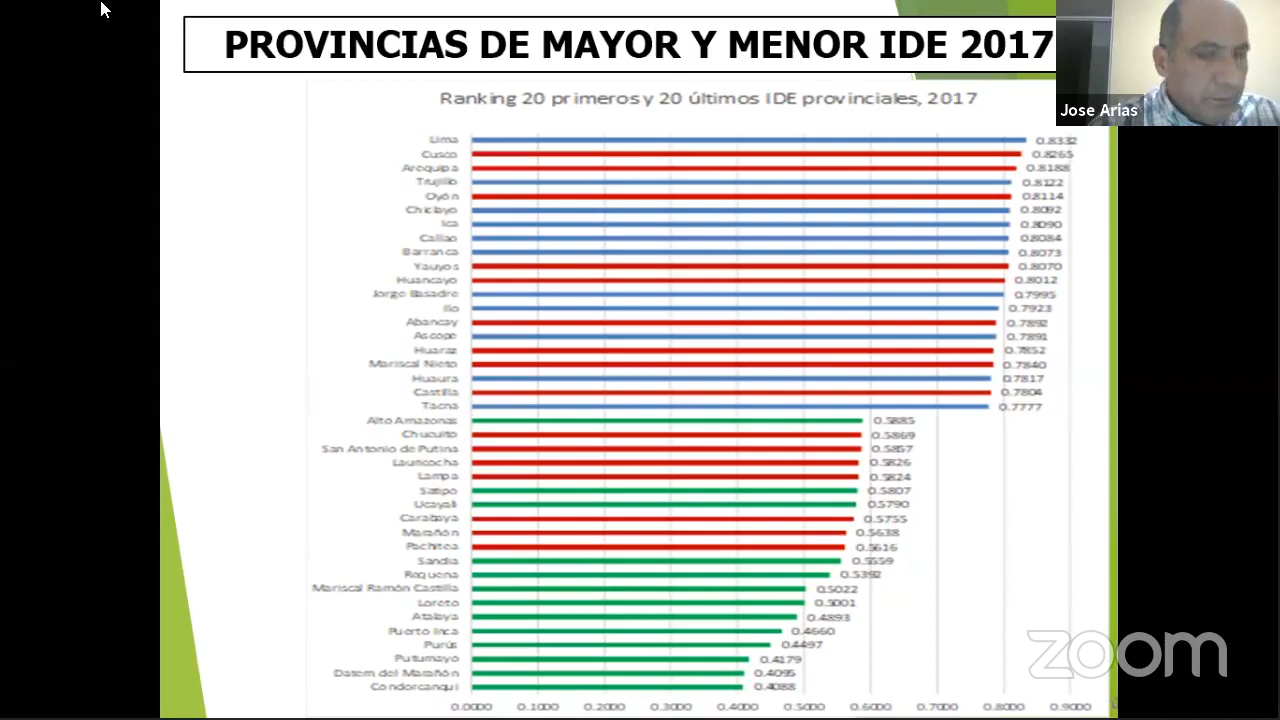 PROVINCIAS DE MAYOR Y MENOR IDE 2017
Jose Arias
Ranking 20 primeros y 20 últimos IDE provinciales, 2017
Lima 0.8332
Cusco 0.8265
Arequipa 0.8188
Trujillo 0.8122
Oyón 0.8114
Chiclayo 0.8092
Ica 0.8090
Callao 0.8084
Barranca 0.8073
Yauyos 0.8070
Huancayo 0.8012
Jorge Basadre 0.7995
Ilo 0.7923
Abancay 0.7892
Ascope 0.7891
Huaraz 0.7852
Mariscal Nieto 0.7840
Huaura 0.7817
Castilla 0.7804
Tacna 0.7777
Alto Amazonas 0.5885
Chucuito 0.5869
San Antonio de Putina 0.5857
Lauricocha 0.5826
Lampa 0.5824
Satipo 0.5807
Ucayali 0.5790
Carabaya 0.5755
Marañón 0.5638
Pachitea 0.5616
Sandia 0.5559
Requena 0.5392
Mariscal Ramón Castilla 0.5022
Loreto 0.5001
Atalaya 0.4893
Puerto Inca 0.4660
Purús 0.4497
Putumayo 0.4179
Datem del Marañón 0.4095
Condorcanqui 0.4088
0.0000 0.1000 0.2000 0.3000 0.4000 0.5000 0.6000 0.7000 0.8000 0.9000
zoom